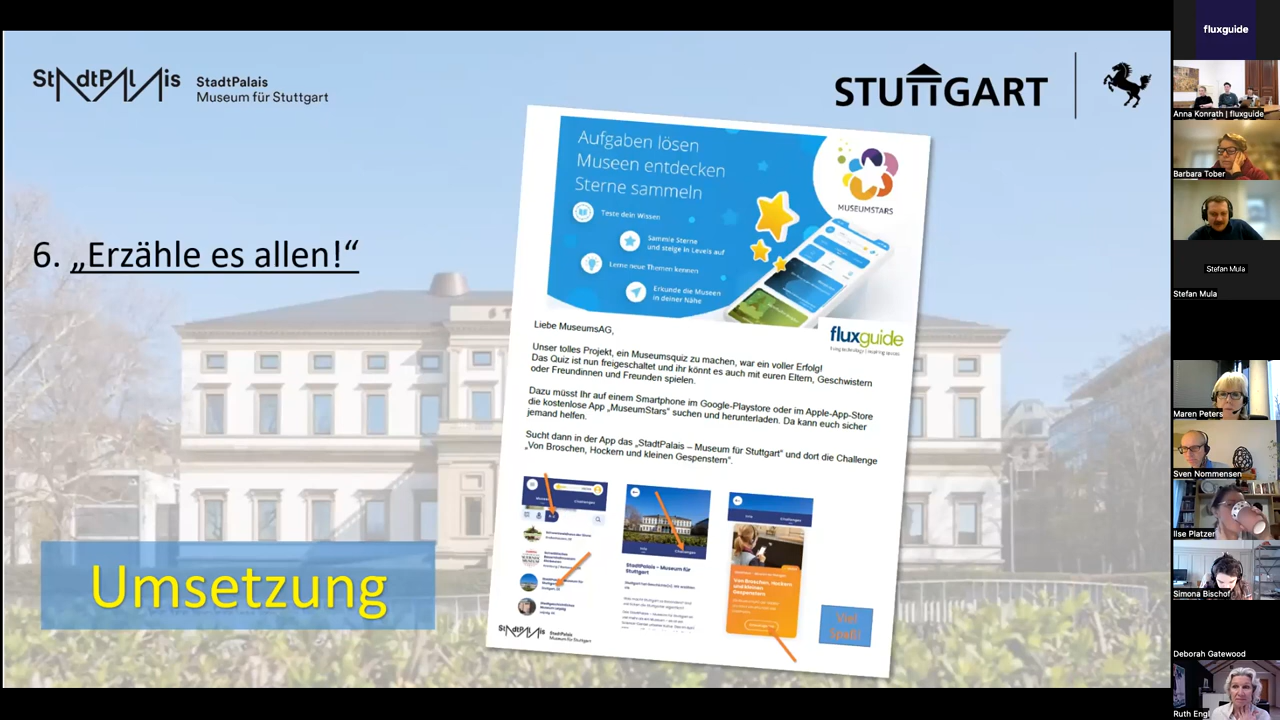 StadtPalais
StadtPalais
Museum für Stuttgart
STUTTGART
6. „Erzähle es allen!“
Umsetzung
Aufgaben lösen
Museen entdecken
Sterne sammeln
Teste dein Wissen
Sammle Sterne
und steige in Levels auf
Lerne neue Themen kennen
Erkunde die Museen
in deiner Nähe
MUSEUMSTARS
fluxguide
Liebe MuseumsAG,
Unser tolles Projekt, ein Museumsquiz zu machen, war ein voller Erfolg!
Das Quiz ist nun freigeschaltet und ihr könnt es auch mit euren Eltern, Geschwistern
oder Freundinnen und Freunden spielen.
Dazu müsst Ihr auf einem Smartphone im Google-Playstore oder im Apple-App-Store
die kostenlose App „MuseumStars“ suchen und herunterladen. Da kann euch sicher
jemand helfen.
Sucht dann in der App das „StadtPalais – Museum für Stuttgart“ und dort die Challenge
„Von Broschen, Hockern und kleinen Gespenstern“.
Challenges
StadtPalais – Museum für
Stuttgart
Challenges
Von Broschen, Hockern
und kleinen
Gespenstern
Viel
Spaß!
StadtPalais
StadtPalais
Museum für Stuttgart
fluxguide
Anna Konrath | fluxguide
Barbara Tober
Stefan Mula
Stefan Mula
Maren Peters
Sven Nommensen
Ilse Platzer
Simona Bischof
Deborah Gatewood
Ruth Engl